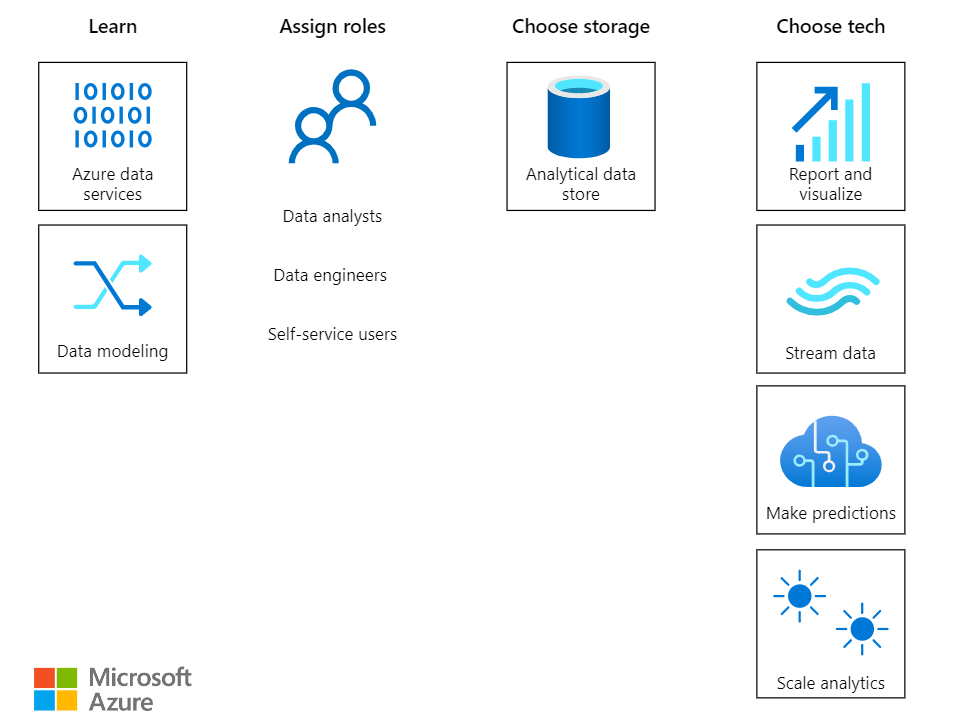 Learn
Assign roles
Choose storage
Choose tech
101010
010101
101010
Azure data
services
Data modeling
Data analysts
Data engineers
Self-service users
Analytical data
store
Report and
visualize
Stream data
Make predictions
Scale analytics
Microsoft
Azure